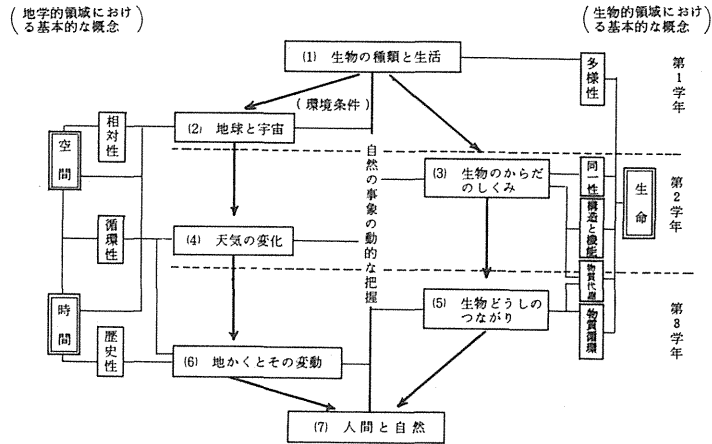 (地学的領域におけ
る基本的な概念)
(生物的領域におけ
る基本的な概念)
(1) 生物の種類と生活
多様性
第1学年
(環境条件)
相対性
(2) 地球と宇宙
空間
自然の事象の動的な把握
(3) 生物のからだ
のしくみ
同一性
生命
第2学年
構造と機能
循環性
(4) 天気の変化
物質代謝
時間
(5) 生物どうしの
つながり
物質循環
第3学年
歴史性
(6) 地かくとその変動
(7) 人間と自然